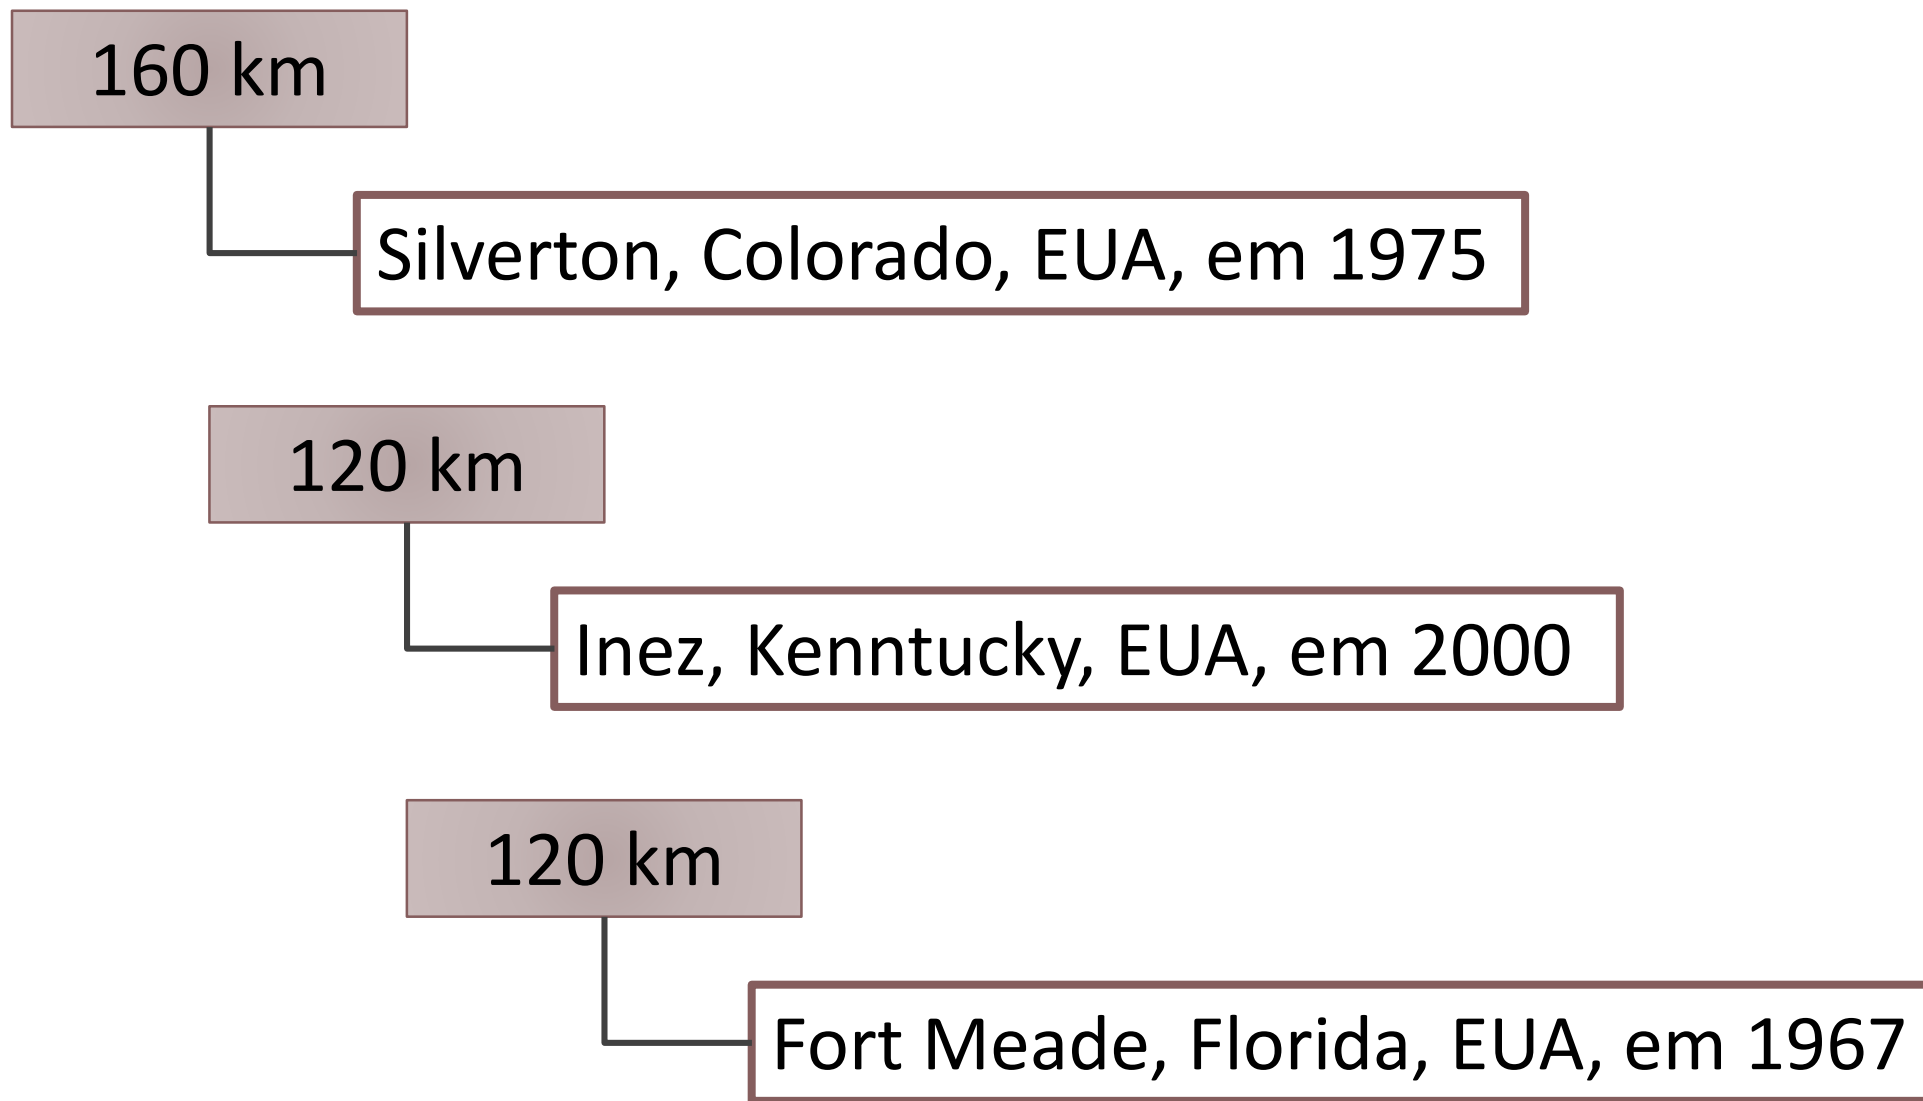 160 km
Silverton, Colorado, EUA, em 1975
120 km
Inez, Kenntucky, EUA, em 2000
120 km
Fort Meade, Florida, EUA, em 1967